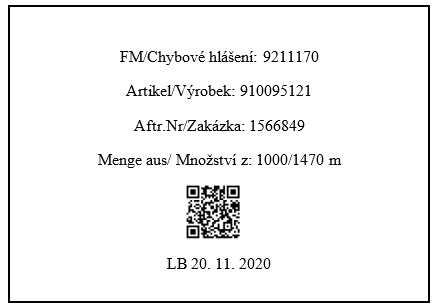 FM/Chybové hlášení: 9211170
Artikel/Výrobek: 910095121
Aftr.Nr/Zakázka: 1566849
Menge aus/ Množství z: 1000/1470 m
LB 20. 11. 2020